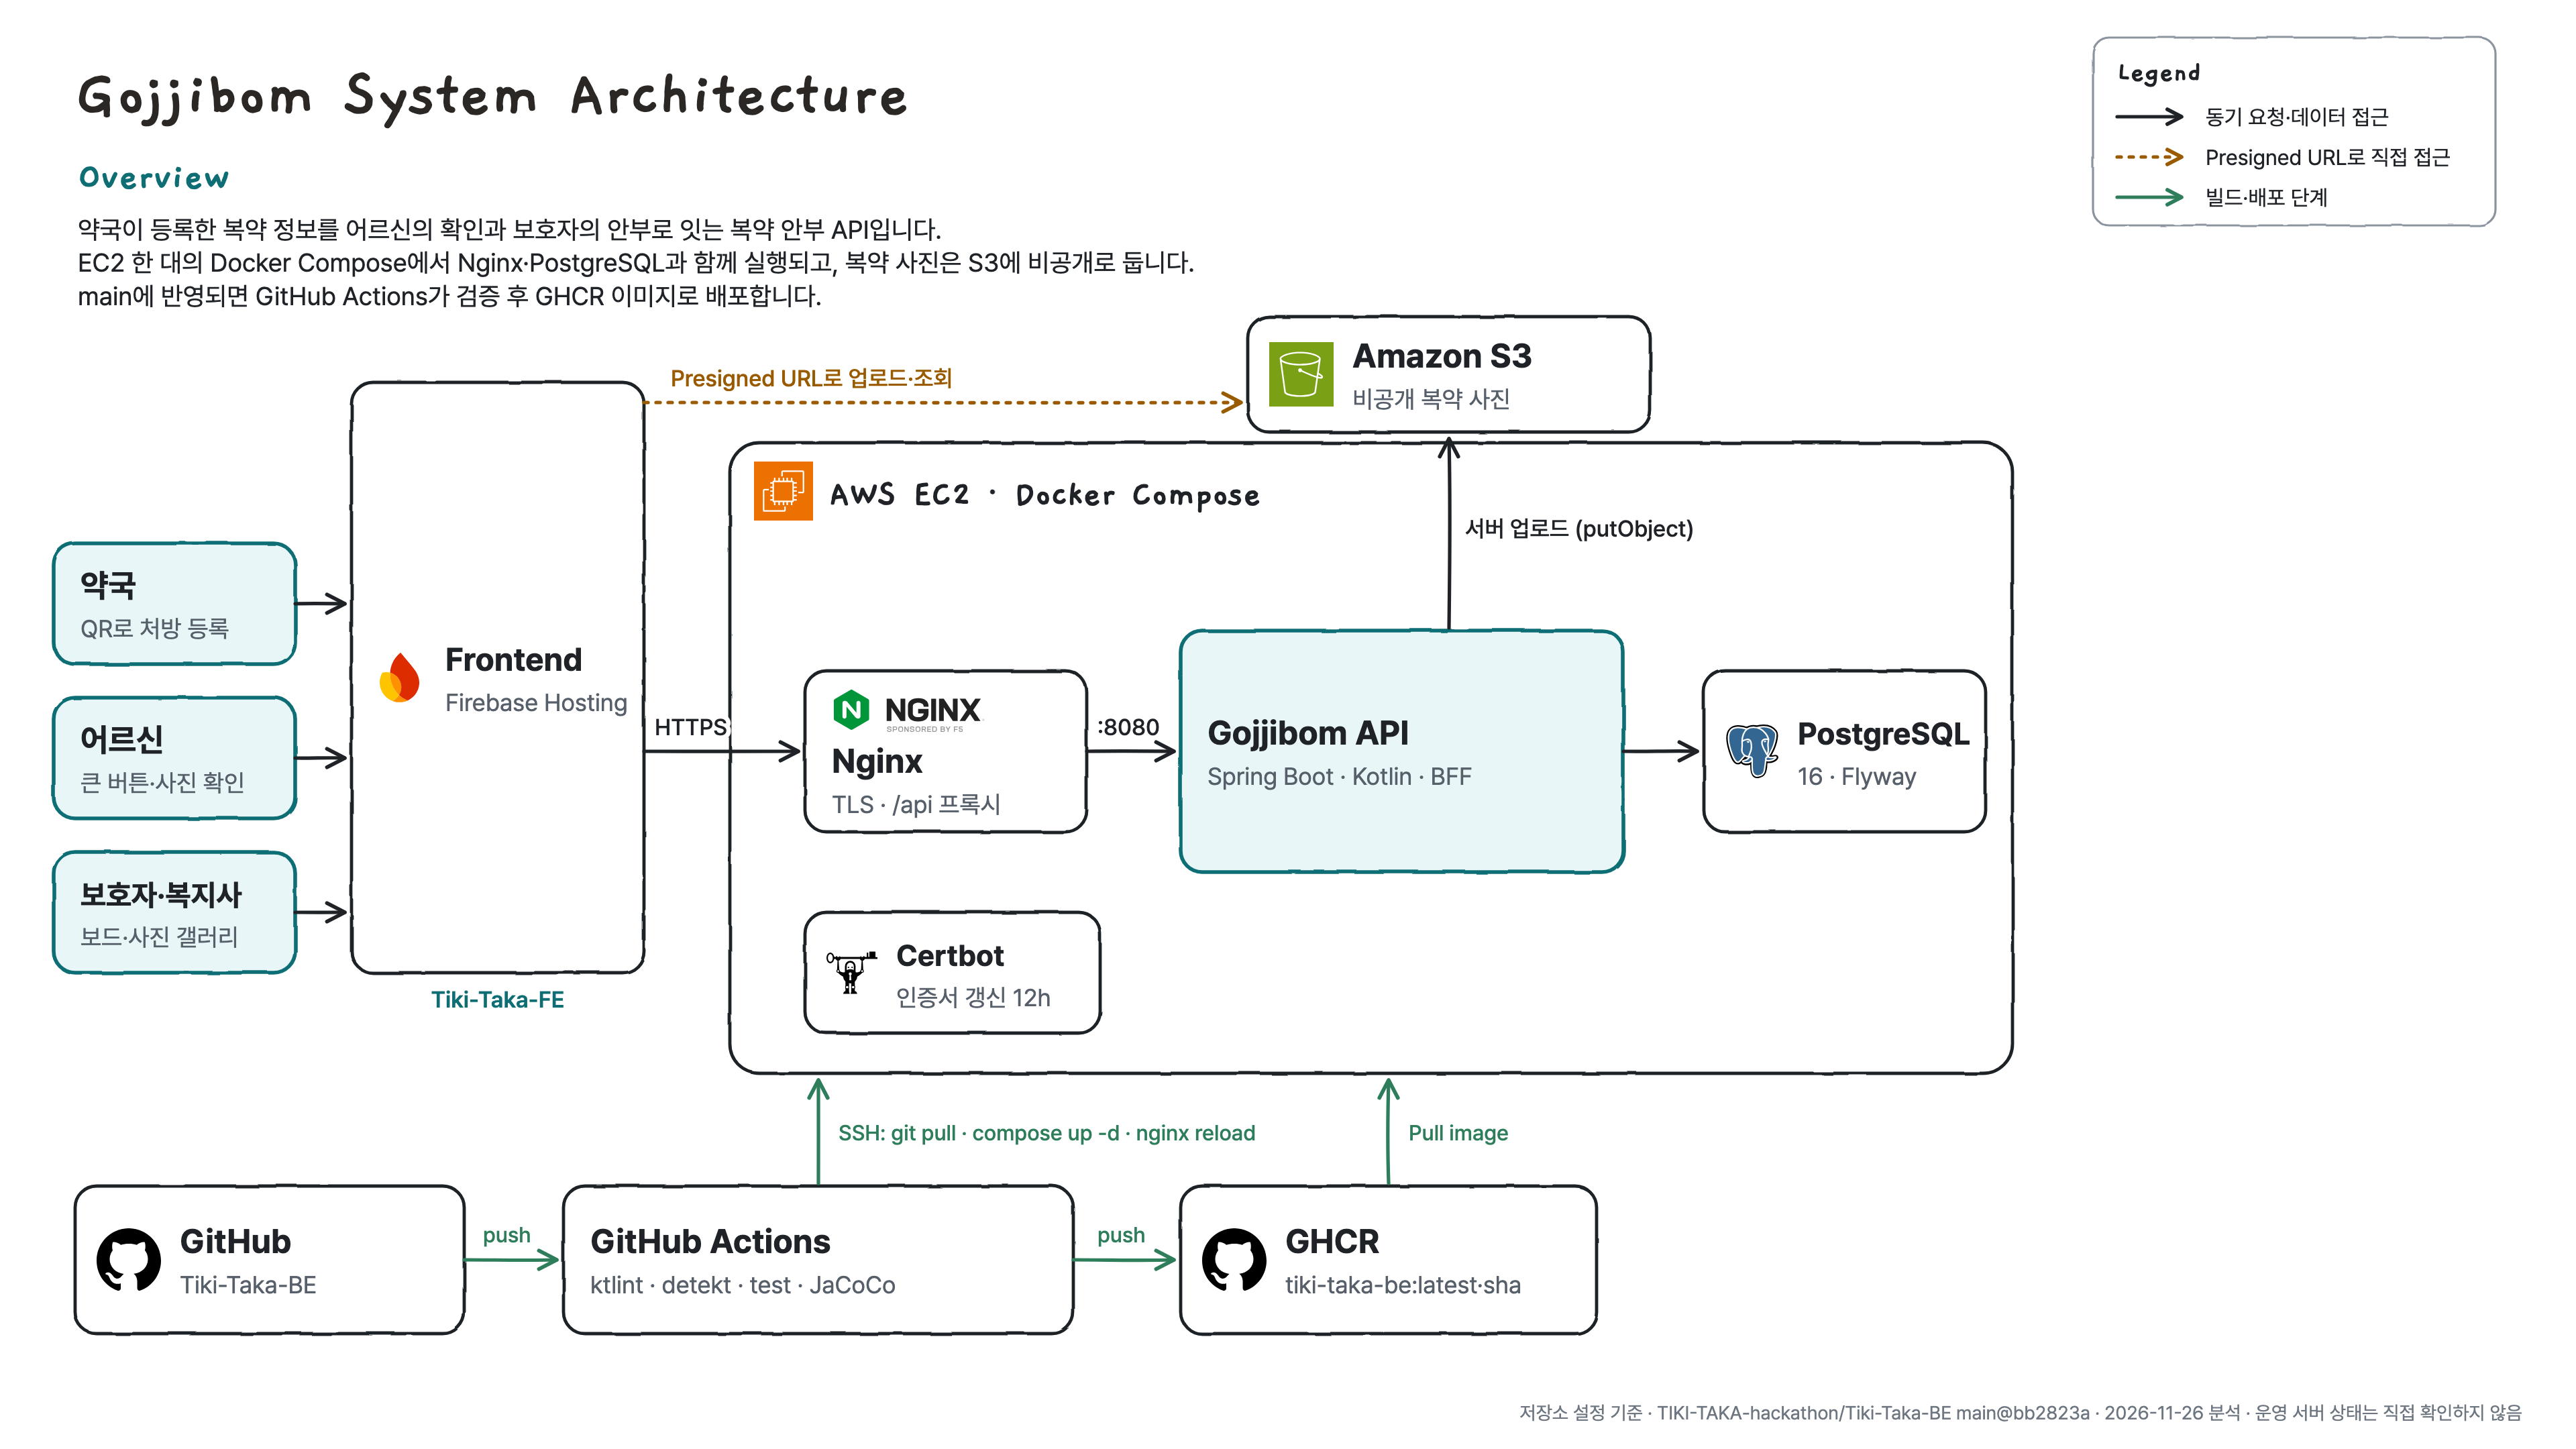 Gojjibom System Architecture
Legend
동기 요청·데이터 접근
Presigned URL로 직접 접근
빌드·배포 단계
Overview
약국이 등록한 복약 정보를 어르신의 확인과 보호자의 안부로 잇는 복약 안부 API입니다.
EC2 한 대의 Docker Compose에서 Nginx·PostgreSQL과 함께 실행되고, 복약 사진은 S3에 비공개로 둡니다.
main에 반영되면 GitHub Actions가 검증 후 GHCR 이미지로 배포합니다.
Presigned URL로 업로드·조회
Amazon S3
비공개 복약 사진
AWS EC2 · Docker Compose
서버 업로드 (putObject)
약국
QR로 처방 등록
어르신
큰 버튼·사진 확인
보호자·복지사
보드·사진 갤러리
Frontend
Firebase Hosting
Tiki-Taka-FE
HTTPS
NGINX
SPONSORED BY F5
Nginx
TLS · /api 프록시
:8080
Gojjibom API
Spring Boot · Kotlin · BFF
PostgreSQL
16 · Flyway
Certbot
인증서 갱신 12h
SSH: git pull · compose up -d · nginx reload
Pull image
GitHub
Tiki-Taka-BE
push
GitHub Actions
ktlint · detekt · test · JaCoCo
push
GHCR
tiki-taka-be:latest·sha
저장소 설정 기준 · TIKI-TAKA-hackathon/Tiki-Taka-BE main@bb2823a · 2026-11-26 분석 · 운영 서버 상태는 직접 확인하지 않음